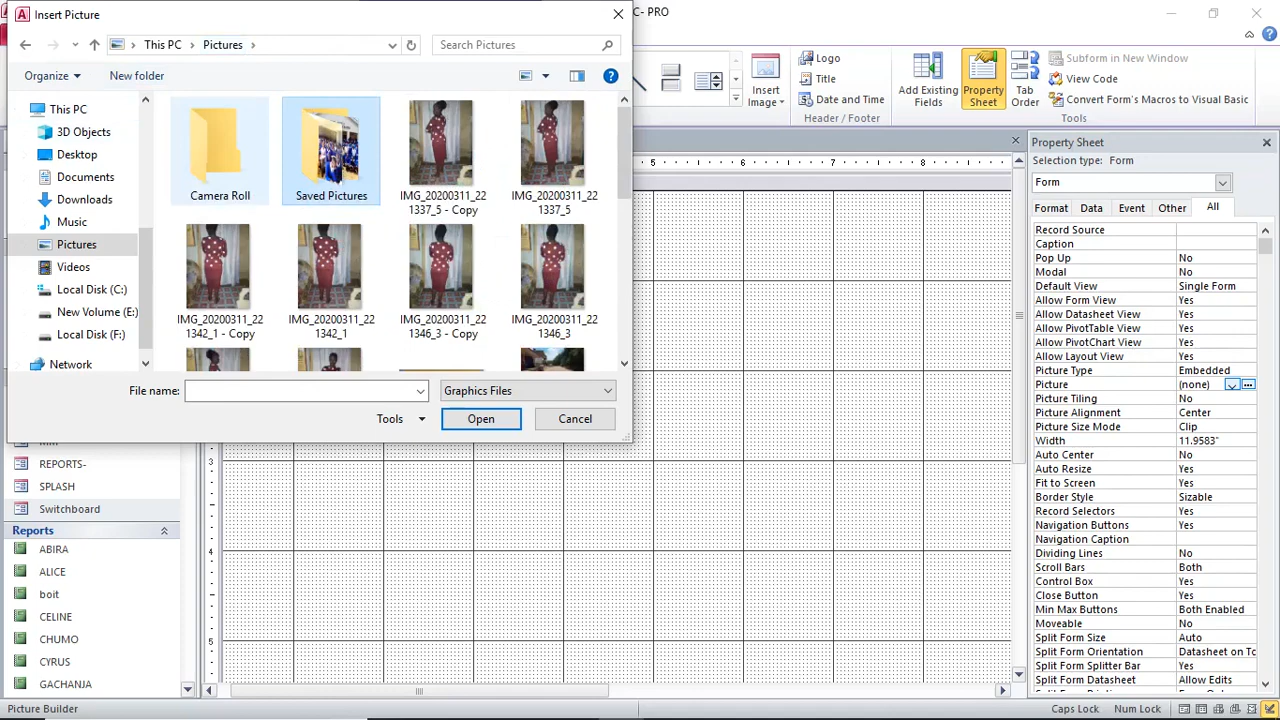 Insert Picture
C- PRO
This PC
Pictures
Search Pictures
Organize
New folder
This PC
3D Objects
Desktop
Documents
Downloads
Music
Pictures
Videos
Local Disk (C:)
New Volume (E:)
Local Disk (F:)
Network
Camera Roll
Saved Pictures
IMG_20200311_22
1337_5 - Copy
IMG_20200311_22
1337_5
IMG_20200311_22
1342_1 - Copy
IMG_20200311_22
1342_1
IMG_20200311_22
1346_3 - Copy
IMG_20200311_22
1346_3
File name:
Graphics Files
Tools
Open
Cancel
Insert
Image
Logo
Title
Date and Time
Header / Footer
Add Existing
Fields
Property
Sheet
Tab
Order
Subform in New Window
View Code
Convert Form's Macros to Visual Basic
Tools
5
6
7
8
3
4
5
REPORTS-
SPLASH
Switchboard
Reports
ABIRA
ALICE
boit
CELINE
CHUMO
CYRUS
GACHANJA
Property Sheet
Selection type: Form
Form
Format
Data
Event
Other
All
Record Source
Caption
Pop Up No
Modal No
Default View Single Form
Allow Form View Yes
Allow Datasheet View Yes
Allow PivotTable View Yes
Allow PivotChart View Yes
Allow Layout View Yes
Picture Type Embedded
Picture (none)
Picture Tiling No
Picture Alignment Center
Picture Size Mode Clip
Width 11.9583"
Auto Center No
Auto Resize Yes
Fit to Screen Yes
Border Style Sizable
Record Selectors Yes
Navigation Buttons Yes
Navigation Caption
Dividing Lines No
Scroll Bars Both
Control Box Yes
Close Button Yes
Min Max Buttons Both Enabled
Moveable No
Split Form Size Auto
Split Form Orientation Datasheet on To
Split Form Splitter Bar Yes
Split Form Datasheet Allow Edits
Picture Builder
Caps Lock
Num Lock